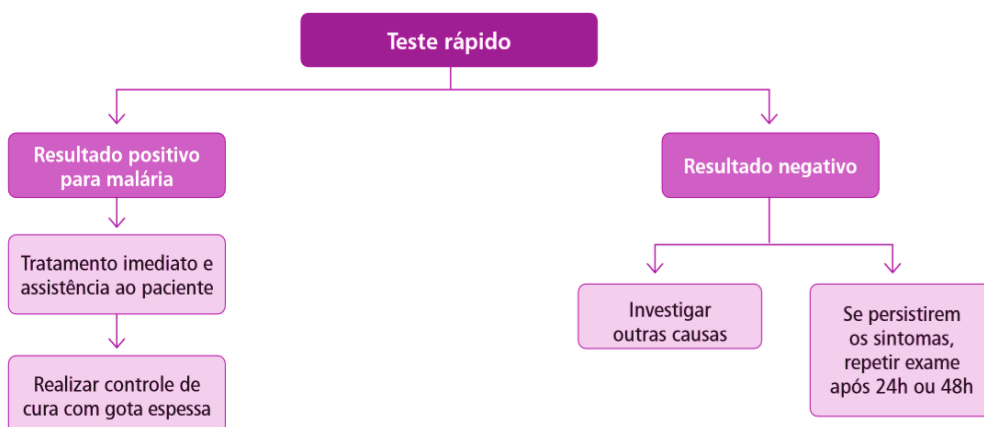 Teste rápido
Resultado positivo
para malária
Resultado negativo
Tratamento imediato e
assistência ao paciente
Investigar
outras causas
Se persistirem
os sintomas,
repetir exame
após 24h ou 48h
Realizar controle de
cura com gota espessa